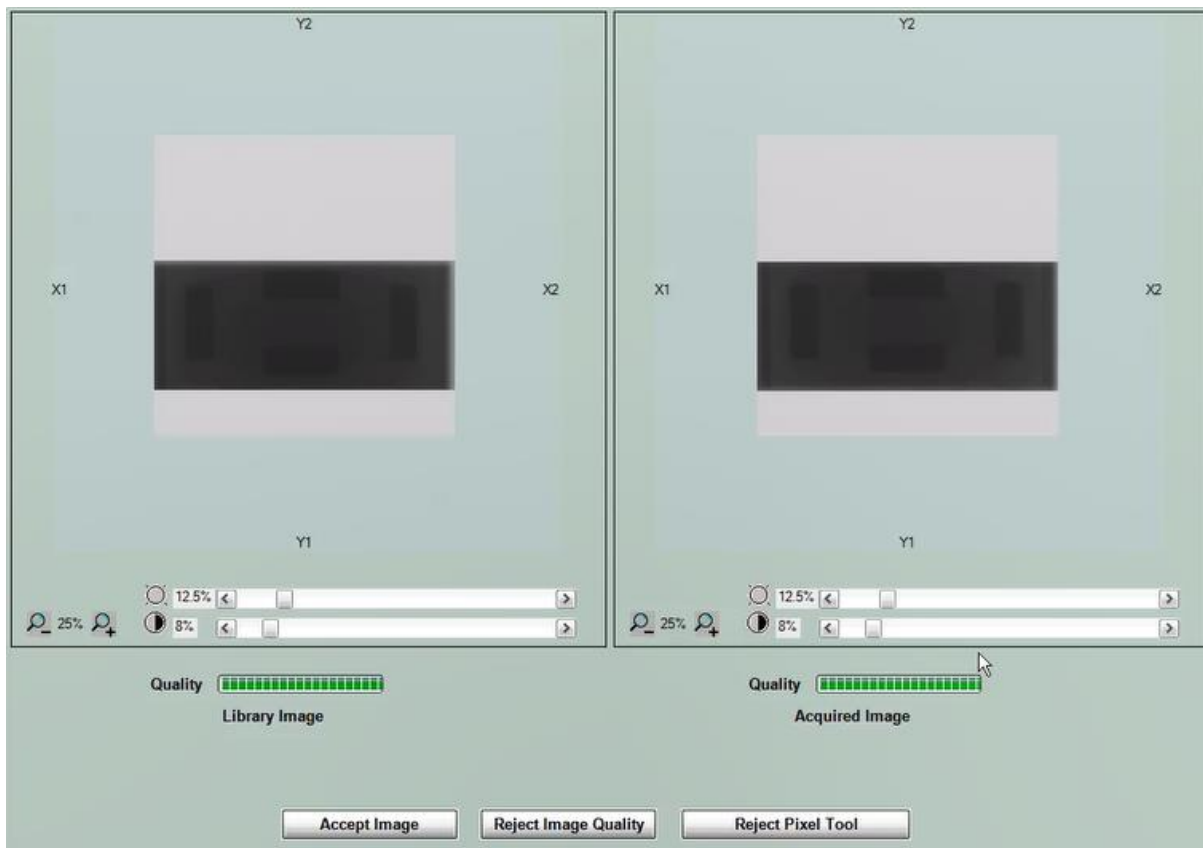 Y2
Y2
X1
X2
X1
X2
Y1
Y1
12.5%
25%
8%
12.5%
25%
8%
Quality
Library Image
Quality
Acquired Image
Accept Image
Reject Image Quality
Reject Pixel Tool